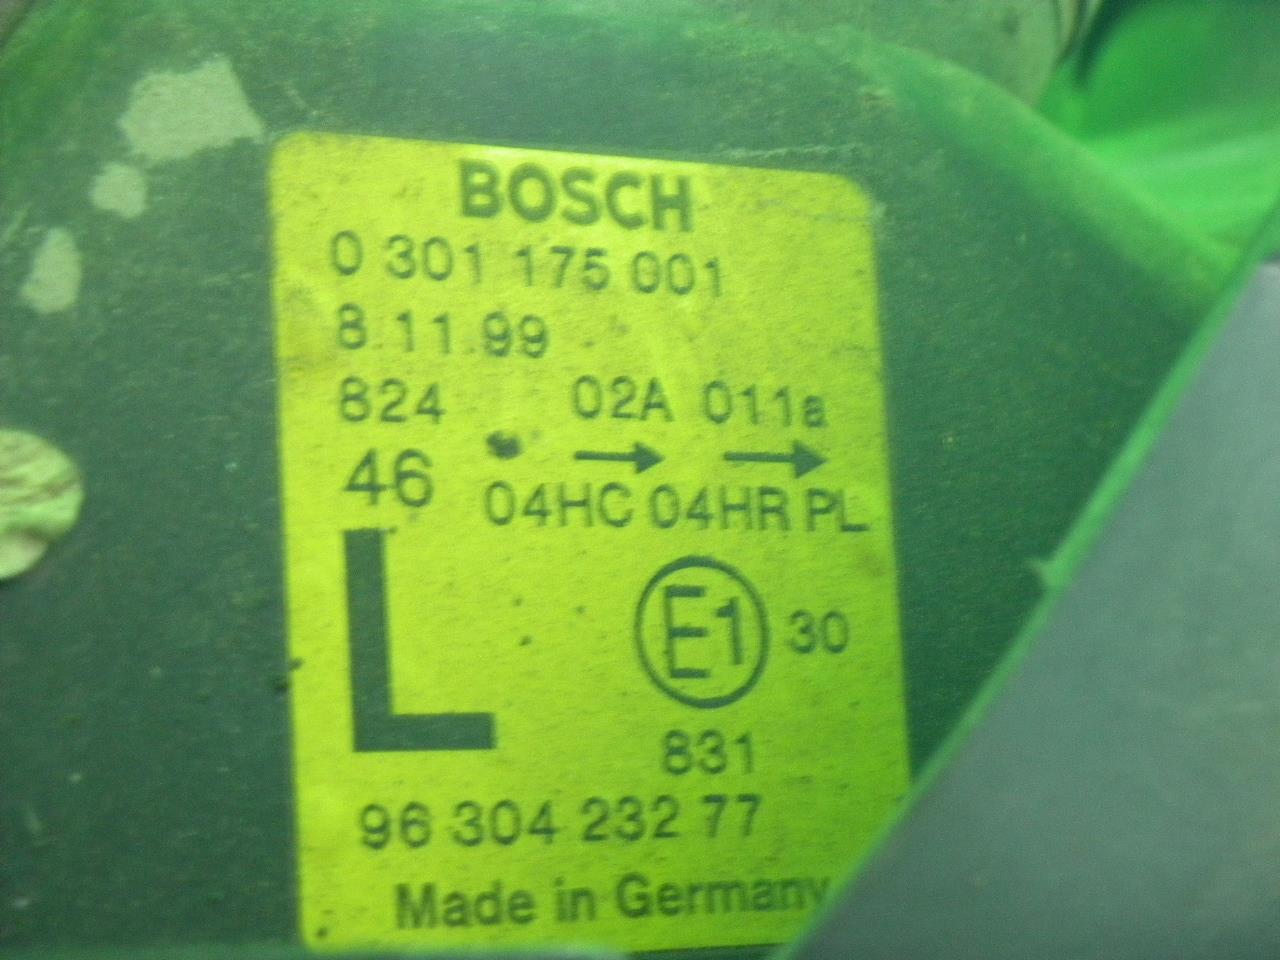 BOSCH
0 301 175 001
8.11.99
824 02A 011a
46 → →
04HC 04HR PL
L E1 30
831
96 304 232 77
Made in Germany